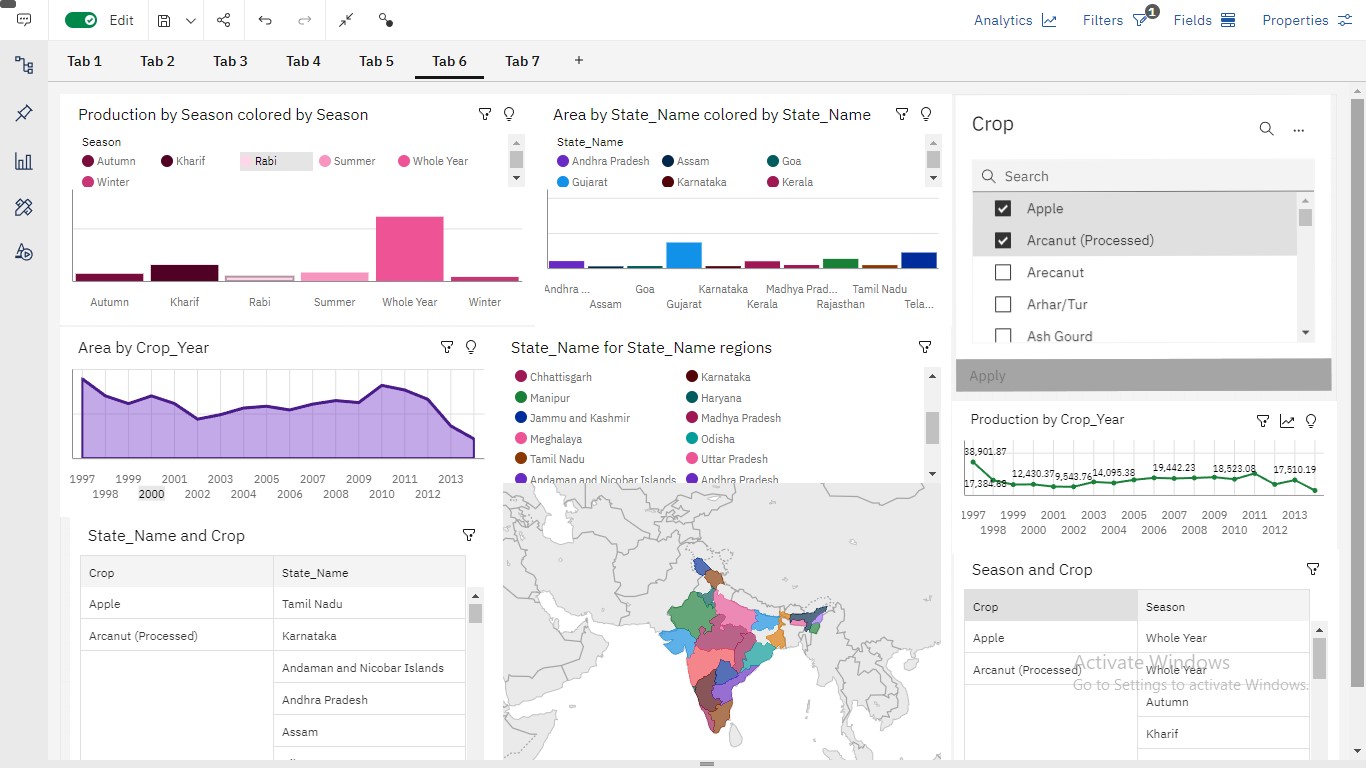 Edit
Analytics
Filters
1
Fields
Properties
Tab 1
Tab 2
Tab 3
Tab 4
Tab 5
Tab 6
Tab 7
+
Production by Season colored by Season
Season
Autumn
Kharif
Rabi
Summer
Whole Year
Winter
Autumn
Kharif
Rabi
Summer
Whole Year
Winter
Area by State_Name colored by State_Name
State_Name
Andhra Pradesh
Assam
Goa
Gujarat
Karnataka
Kerala
Andhra ...
Goa
Karnataka
Madhya Prad...
Tamil Nadu
Assam
Gujarat
Kerala
Rajasthan
Tela...
Crop
...
Search
Apple
Arcanut (Processed)
Arecanut
Arhar/Tur
Ash Gourd
Apply
Area by Crop_Year
1997
1999
2001
2003
2005
2007
2009
2011
2013
1998
2000
2002
2004
2006
2008
2010
2012
State_Name for State_Name regions
Chhattisgarh
Karnataka
Manipur
Haryana
Jammu and Kashmir
Madhya Pradesh
Meghalaya
Odisha
Tamil Nadu
Uttar Pradesh
Andaman and Nicobar Islands
Andhra Pradesh
Production by Crop_Year
38,901.87
17,384.88
12,430.37
9,543.76
14,095.38
19,442.23
18,523.08
17,510.19
1997
1999
2001
2003
2005
2007
2009
2011
2013
1998
2000
2002
2004
2006
2008
2010
2012
State_Name and Crop
Crop
State_Name
Apple
Tamil Nadu
Arcanut (Processed)
Karnataka
Andaman and Nicobar Islands
Andhra Pradesh
Assam
Season and Crop
Crop
Season
Apple
Whole Year
Arcanut (Processed)
Whole Year
Autumn
Kharif
Activate Windows
Go to Settings to activate Windows.